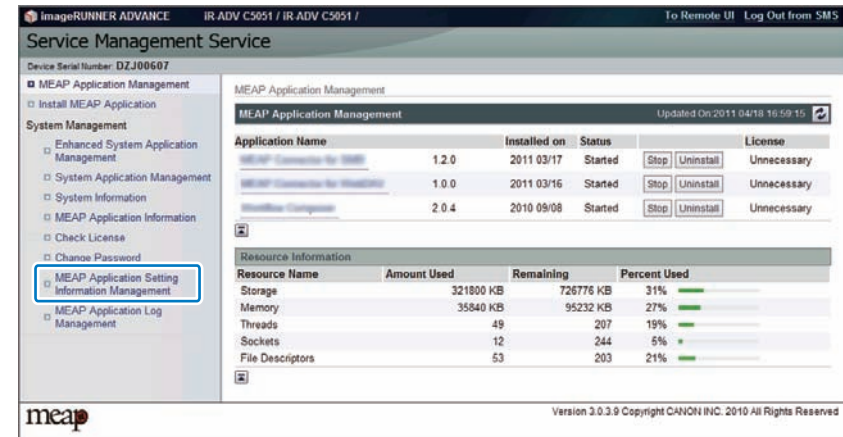 imageRUNNER ADVANCE iR-ADV C5051 / iR-ADV C5051 / To Remote UI Log Out from SMS
Service Management Service
Device Serial Number: DZJ00607
MEAP Application Management
Install MEAP Application
System Management
Enhanced System Application
Management
System Application Management
System Information
MEAP Application Information
Check License
Change Password
MEAP Application Setting
Information Management
MEAP Application Log
Management
MEAP Application Management
MEAP Application Management Updated On:2011 04/18 16:59:15
Application Name Installed on Status License
1.2.0 2011 03/17 Started Stop Uninstall Unnecessary
1.0.0 2011 03/16 Started Stop Uninstall Unnecessary
2.0.4 2010 09/08 Started Stop Uninstall Unnecessary
Resource Information
Resource Name Amount Used Remaining Percent Used
Storage 321800 KB 726776 KB 31%
Memory 35840 KB 95232 KB 27%
Threads 49 207 19%
Sockets 12 244 5%
File Descriptors 53 203 21%
meap
Version 3.0.3.9 Copyright CANON INC. 2010 All Rights Reserved